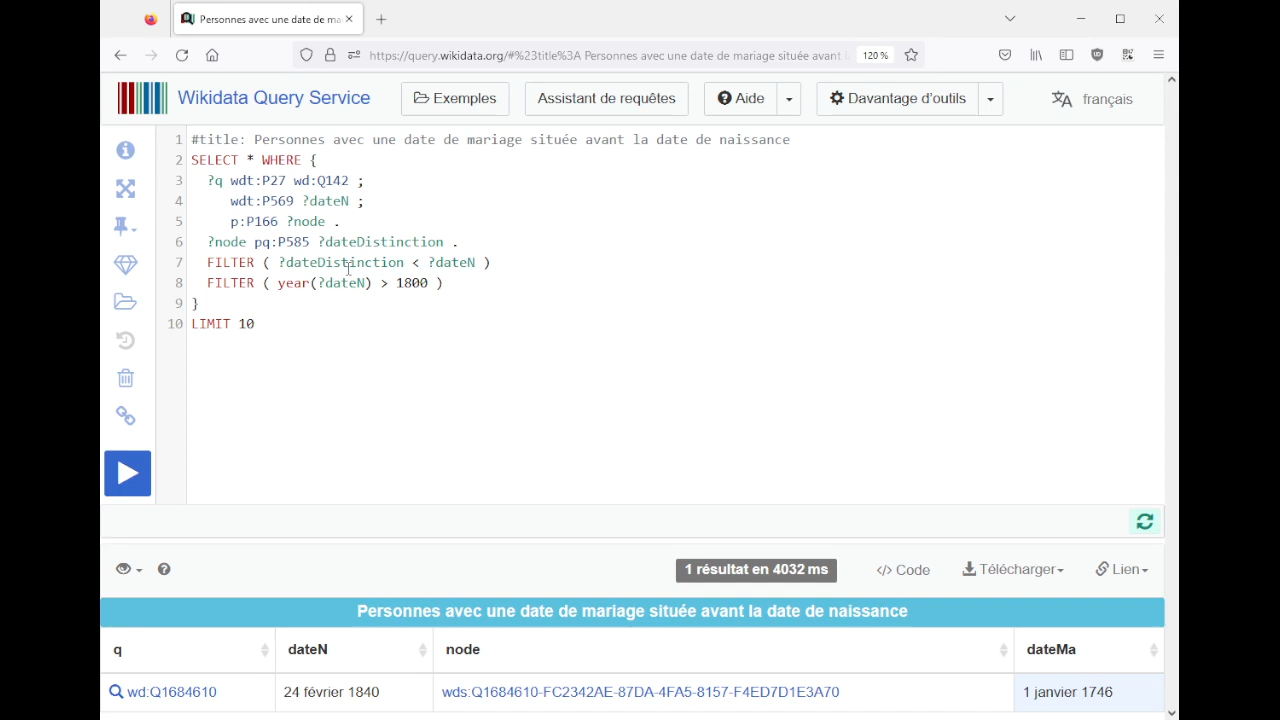 Personnes avec une date de ma
https://query.wikidata.org/#%23title%3A Personnes avec une date de mariage située avant l
120 %
Wikidata Query Service
Exemples
Assistant de requêtes
Aide
Davantage d'outils
français
1 #title: Personnes avec une date de mariage située avant la date de naissance
2 SELECT * WHERE {
3 ?q wdt:P27 wd:Q142 ;
4 wdt:P569 ?dateN ;
5 p:P166 ?node .
6 ?node pq:P585 ?dateDistinction .
7 FILTER ( ?dateDistinction < ?dateN )
8 FILTER ( year(?dateN) > 1800 )
9 }
10 LIMIT 10
1 résultat en 4032 ms
</> Code
Télécharger
Lien
Personnes avec une date de mariage située avant la date de naissance
q dateN node dateMa
wd:Q1684610 24 février 1840 wds:Q1684610-FC2342AE-87DA-4FA5-8157-F4ED7D1E3A70 1 janvier 1746